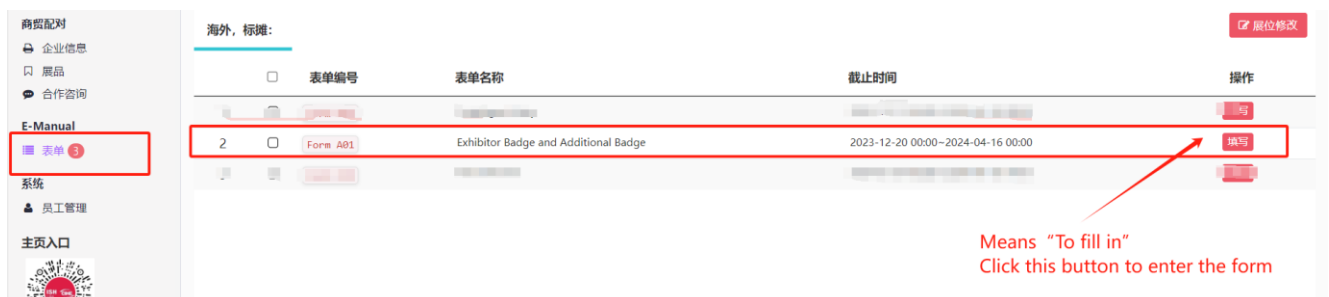 商贸配对
企业信息
展品
合作咨询
E-Manual
表单 3
系统
员工管理
主页入口
海外，标摊：
展位修改
表单编号 表单名称 截止时间 操作
写
2 Form A01 Exhibitor Badge and Additional Badge 2023-12-20 00:00~2024-04-16 00:00 填写
Means “To fill in”
Click this button to enter the form